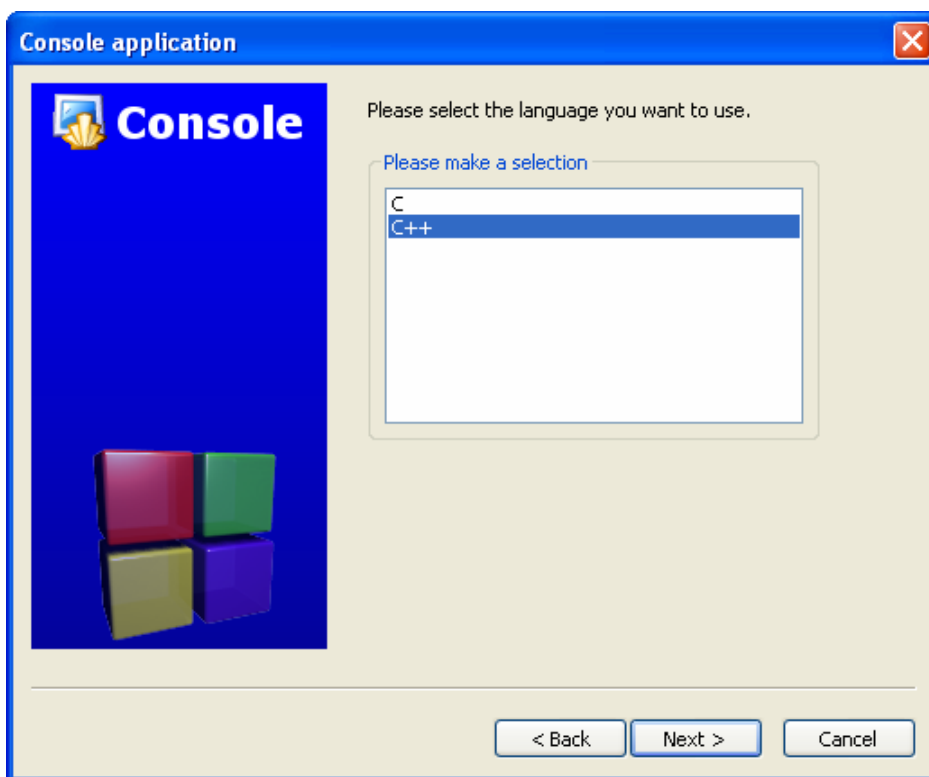 Console application
Console
Please select the language you want to use.
Please make a selection
C
C++
< Back
Next >
Cancel